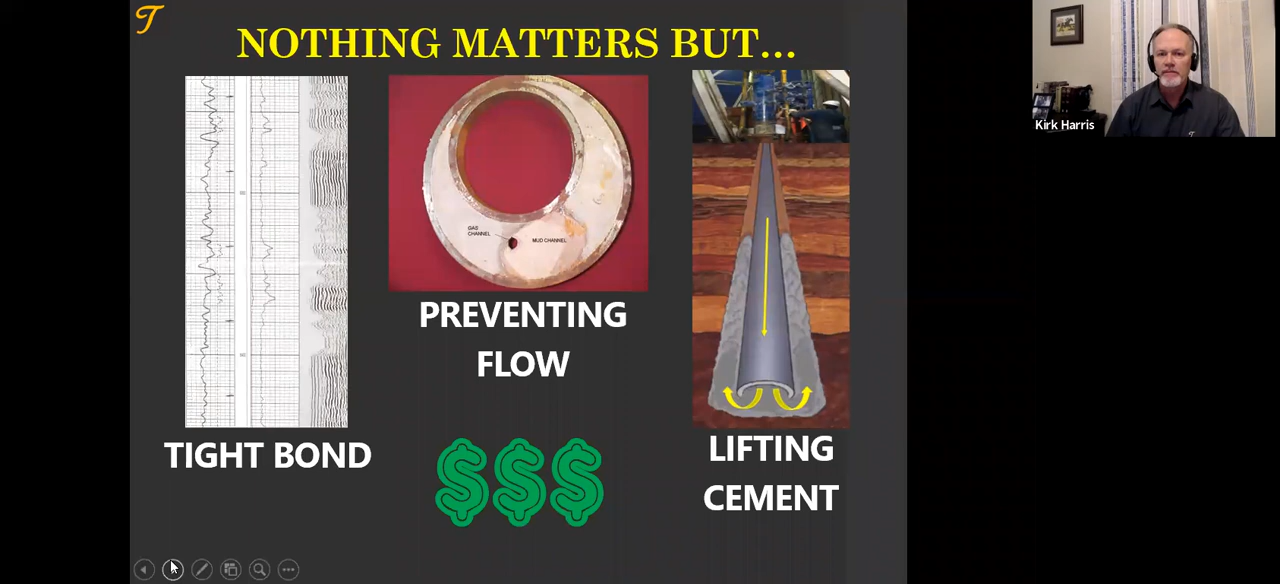 T
NOTHING MATTERS BUT...
GAS
CHANNEL
MUD CHANNEL
PREVENTING
FLOW
TIGHT BOND
$$$
LIFTING
CEMENT
Kirk Harris